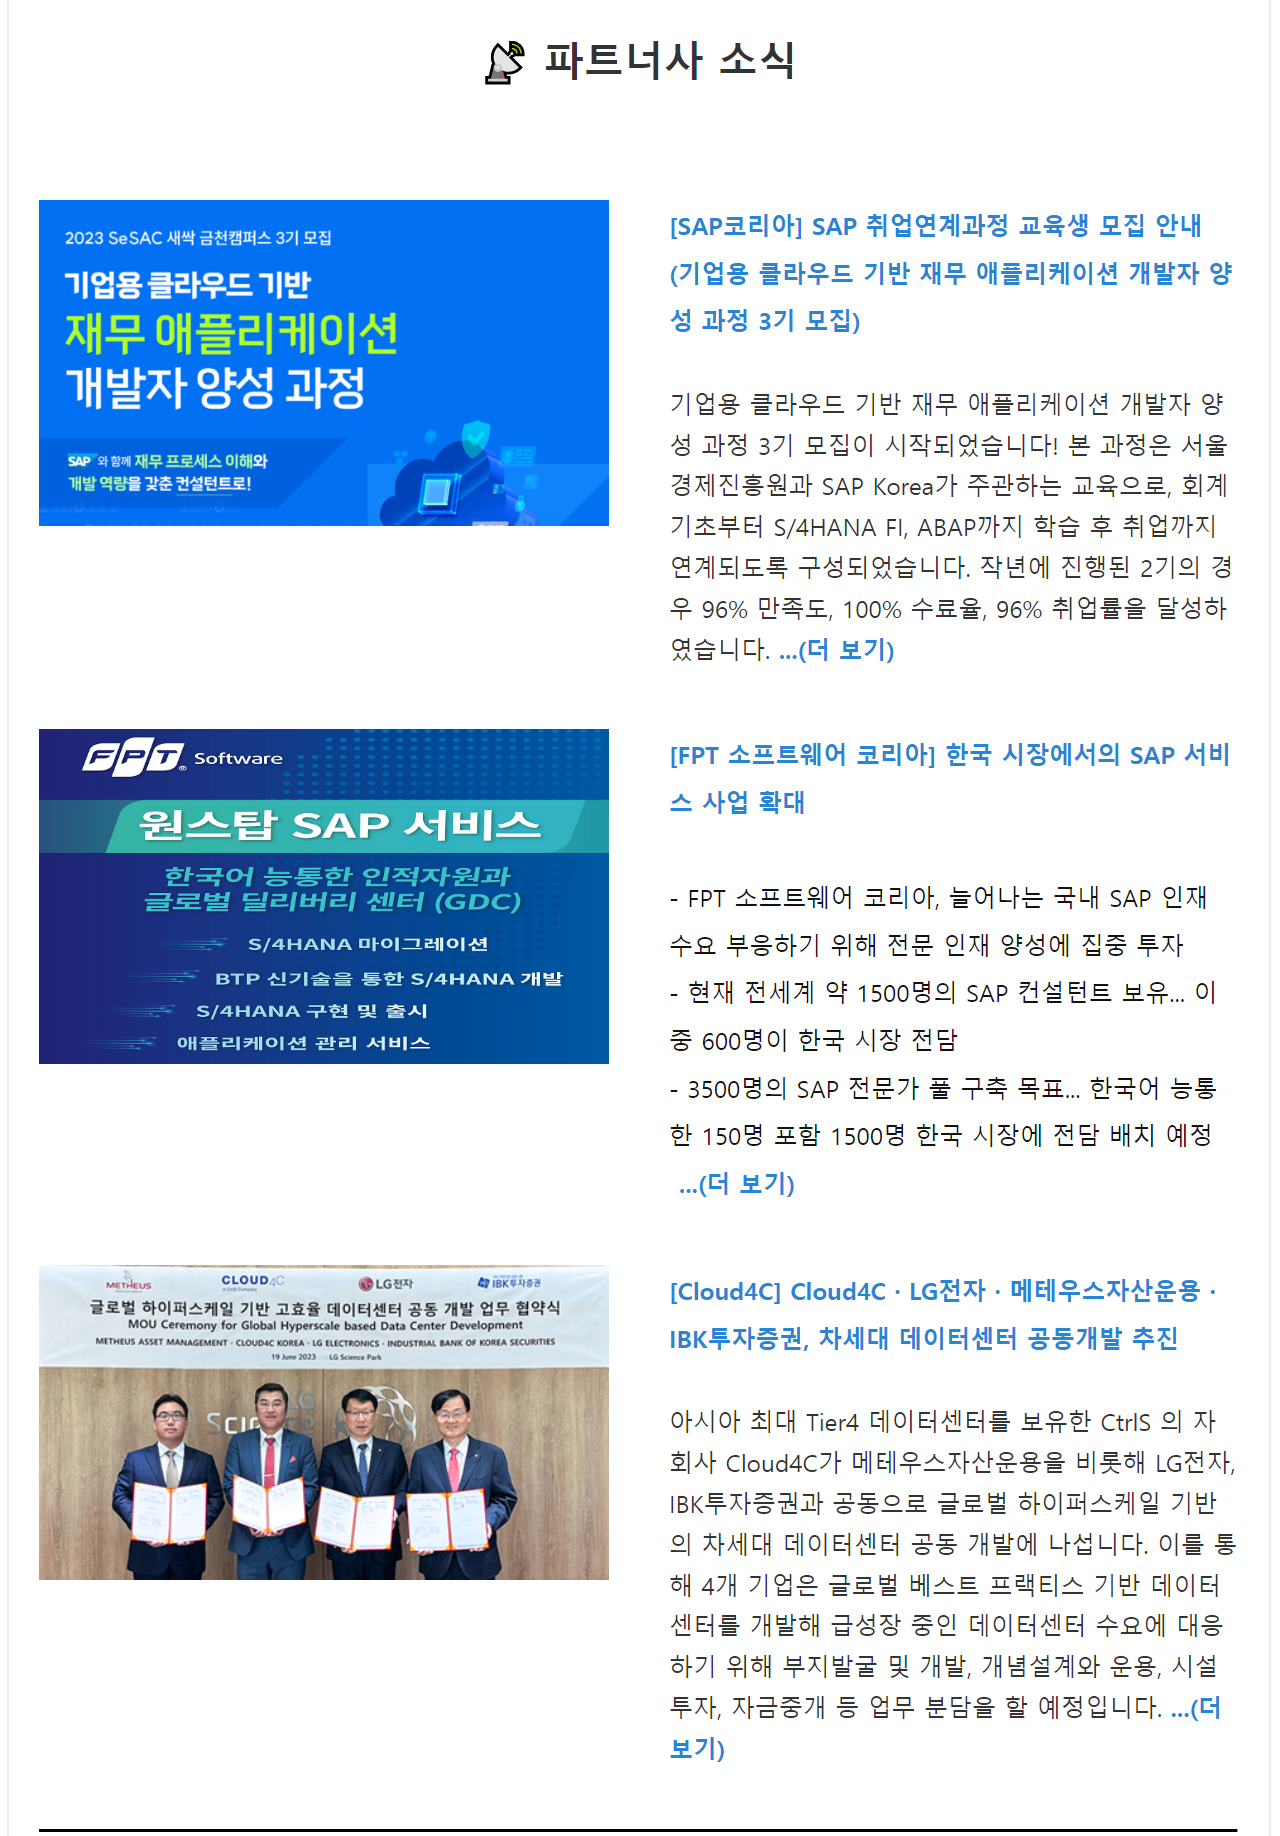 파트너사 소식
2023 SeSAC 새싹 금천캠퍼스 3기 모집
기업용 클라우드 기반
재무 애플리케이션
개발자 양성 과정
SAP 와 함께 재무 프로세스 이해와
개발 역량을 갖춘 컨설턴트로!
[SAP코리아] SAP 취업연계과정 교육생 모집 안내
(기업용 클라우드 기반 재무 애플리케이션 개발자 양
성 과정 3기 모집)
기업용 클라우드 기반 재무 애플리케이션 개발자 양
성 과정 3기 모집이 시작되었습니다! 본 과정은 서울
경제진흥원과 SAP Korea가 주관하는 교육으로, 회계
기초부터 S/4HANA FI, ABAP까지 학습 후 취업까지
연계되도록 구성되었습니다. 작년에 진행된 2기의 경
우 96% 만족도, 100% 수료율, 96% 취업률을 달성하
였습니다. ...(더 보기)
FPT® Software
원스탑 SAP 서비스
한국어 능통한 인적자원과
글로벌 딜리버리 센터 (GDC)
S/4HANA 마이그레이션
BTP 신기술을 통한 S/4HANA 개발
S/4HANA 구현 및 출시
애플리케이션 관리 서비스
[FPT 소프트웨어 코리아] 한국 시장에서의 SAP 서비
스 사업 확대
- FPT 소프트웨어 코리아, 늘어나는 국내 SAP 인재
수요 부응하기 위해 전문 인재 양성에 집중 투자
- 현재 전세계 약 1500명의 SAP 컨설턴트 보유... 이
중 600명이 한국 시장 전담
- 3500명의 SAP 전문가 풀 구축 목표... 한국어 능통
한 150명 포함 1500명 한국 시장에 전담 배치 예정
...(더 보기)
METHEUS CLOUD4C LG전자 IBK투자증권
글로벌 하이퍼스케일 기반 고효율 데이터센터 공동 개발 업무 협약식
MOU Ceremony for Global Hyperscale based Data Center Development
METHEUS ASSET MANAGEMENT · CLOUD4C KOREA · LG ELECTRONICS · INDUSTRIAL BANK OF KOREA SECURITIES
19 June 2023 LG Science Park
LG
[Cloud4C] Cloud4C · LG전자 · 메테우스자산운용 ·
IBK투자증권, 차세대 데이터센터 공동개발 추진
아시아 최대 Tier4 데이터센터를 보유한 CtrlS 의 자
회사 Cloud4C가 메테우스자산운용을 비롯해 LG전자,
IBK투자증권과 공동으로 글로벌 하이퍼스케일 기반
의 차세대 데이터센터 공동 개발에 나섭니다. 이를 통
해 4개 기업은 글로벌 베스트 프랙티스 기반 데이터
센터를 개발해 급성장 중인 데이터센터 수요에 대응
하기 위해 부지발굴 및 개발, 개념설계와 운용, 시설
투자, 자금중개 등 업무 분담을 할 예정입니다. ...(더
보기)